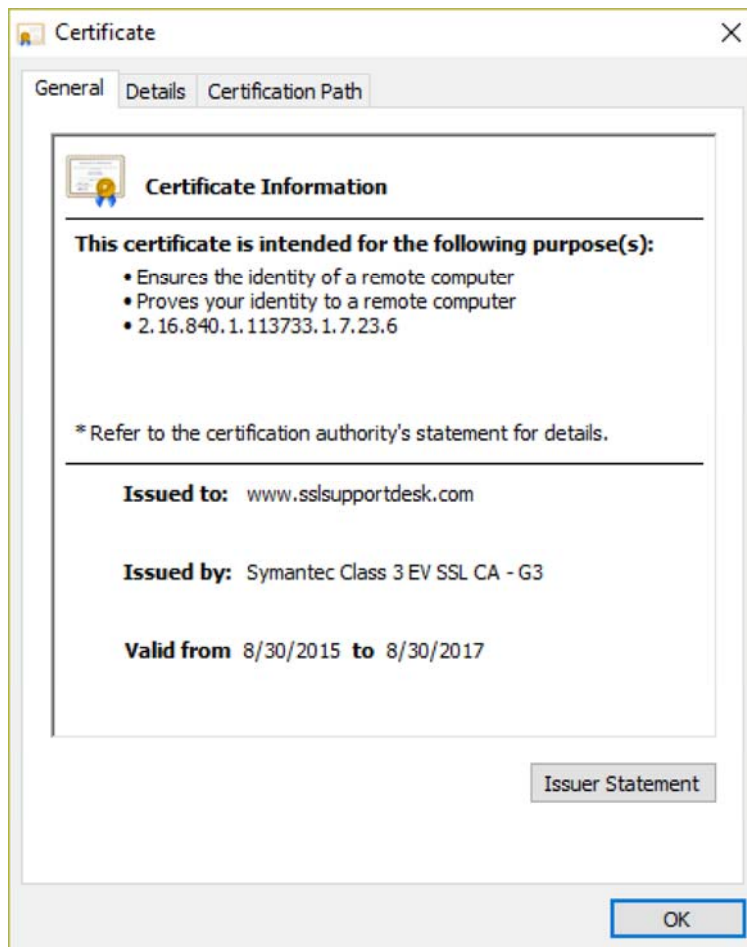 Certificate
General Details Certification Path
Certificate Information
This certificate is intended for the following purpose(s):
• Ensures the identity of a remote computer
• Proves your identity to a remote computer
• 2.16.840.1.113733.1.7.23.6
* Refer to the certification authority's statement for details.
Issued to: www.sslsupportdesk.com
Issued by: Symantec Class 3 EV SSL CA - G3
Valid from 8/30/2015 to 8/30/2017
Issuer Statement
OK